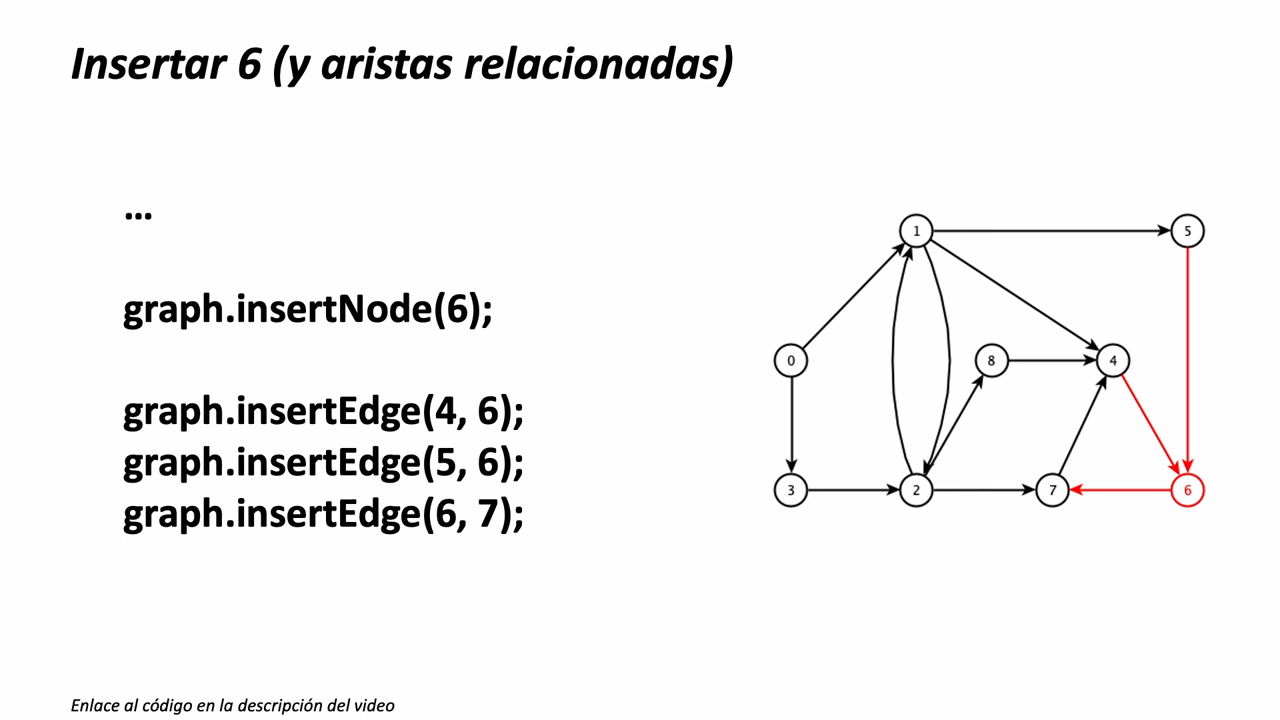 Insertar 6 (y aristas relacionadas)
...
graph.insertNode(6);
graph.insertEdge(4, 6);
graph.insertEdge(5, 6);
graph.insertEdge(6, 7);
1
5
0
8
4
3
2
7
6
Enlace al código en la descripción del video